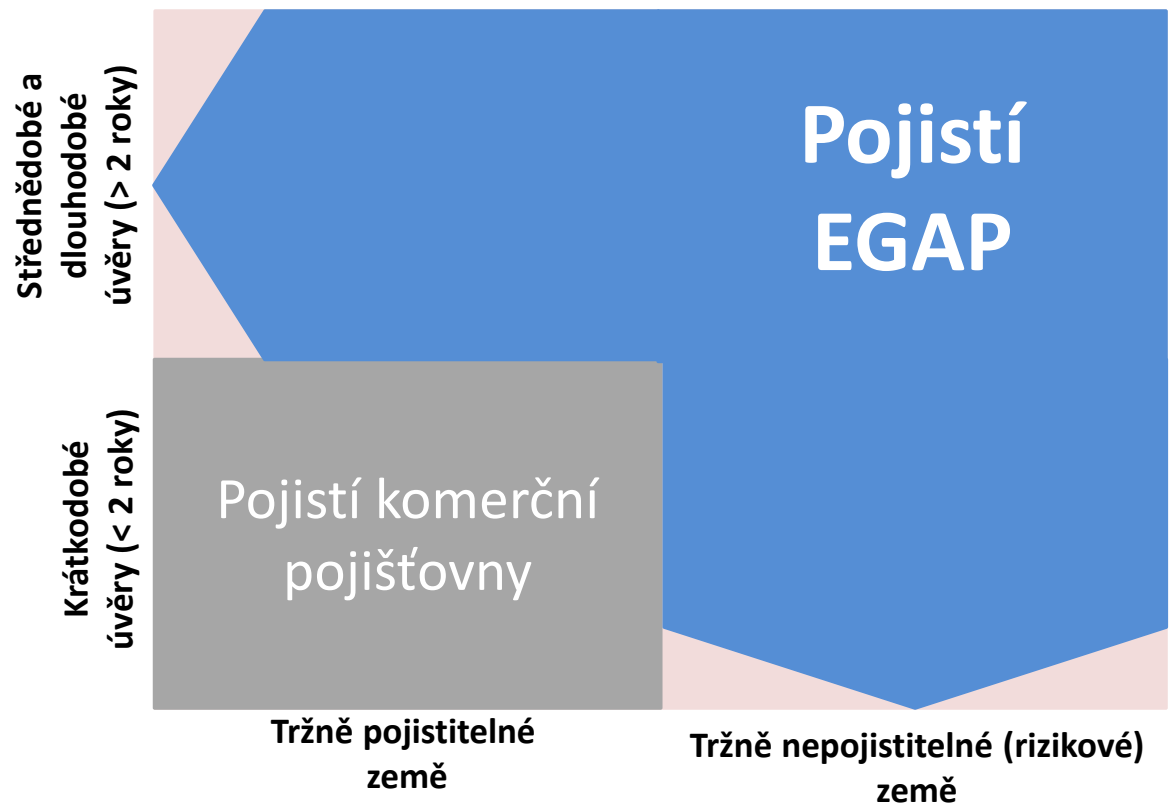 Střednědobé a
dlouhodobé
úvěry (> 2 roky)
Pojistí
EGAP
Krátkodobé
úvěry (< 2 roky)
Pojistí komerční
pojišťovny
Tržně pojistitelné
země
Tržně nepojistitelné (rizikové)
země